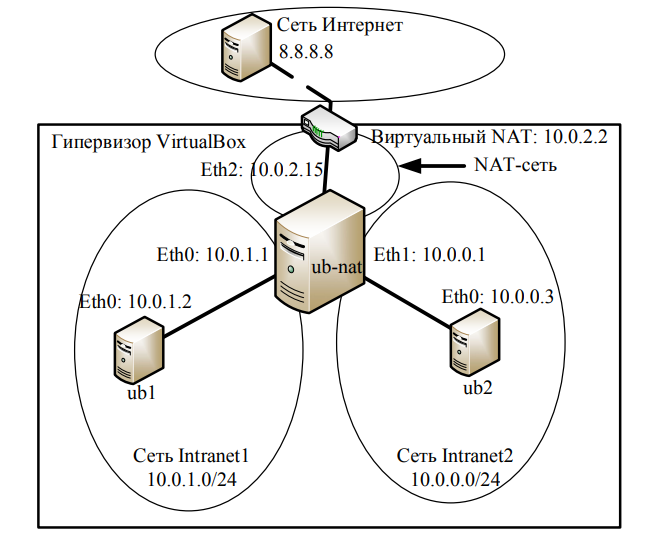 Сеть Интернет
8.8.8.8
Гипервизор VirtualBox
Виртуальный NAT: 10.0.2.2
Eth2: 10.0.2.15
NAT-сеть
Eth0: 10.0.1.1
ub-nat
Eth1: 10.0.0.1
Eth0: 10.0.1.2
Eth0: 10.0.0.3
ub1
ub2
Сеть Intranet1
10.0.1.0/24
Сеть Intranet2
10.0.0.0/24